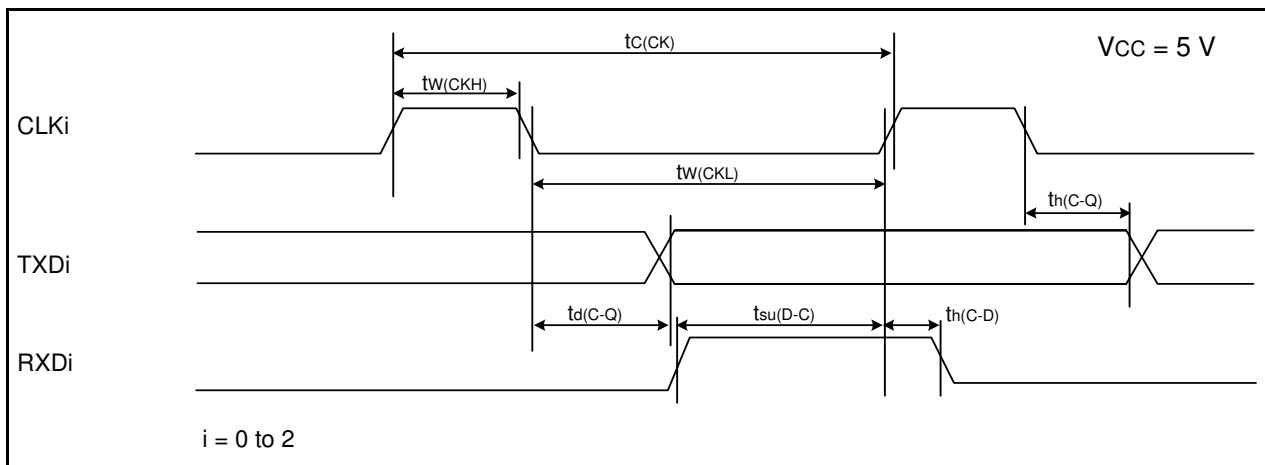 tC(CK)
VCC = 5 V
tW(CKH)
CLKi
tW(CKL)
th(C-Q)
TXDi
td(C-Q)
tsu(D-C)
th(C-D)
RXDi
i = 0 to 2